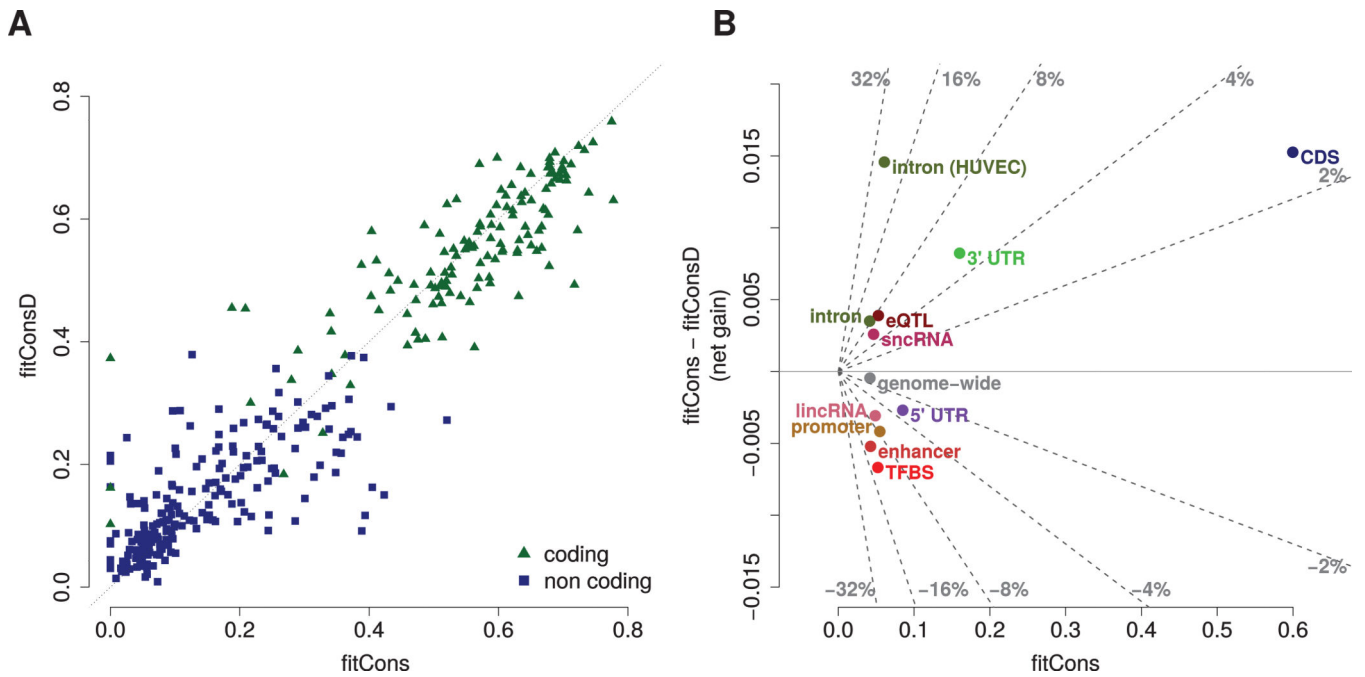 A
fitConsD
0.8
0.6
0.4
0.2
0.0
coding
non coding
0.0 0.2 0.4 0.6 0.8
fitCons
B
fitCons − fitConsD
(net gain)
0.015
0.005
−0.005
−0.015
32% 16% 8% 4%
CDS
2%
intron (HUVEC)
3' UTR
intron
eQTL
sncRNA
genome−wide
lincRNA
5' UTR
promoter
enhancer
TFBS
−2%
−32% −16% −8% −4%
0.0 0.1 0.2 0.3 0.4 0.5 0.6
fitCons